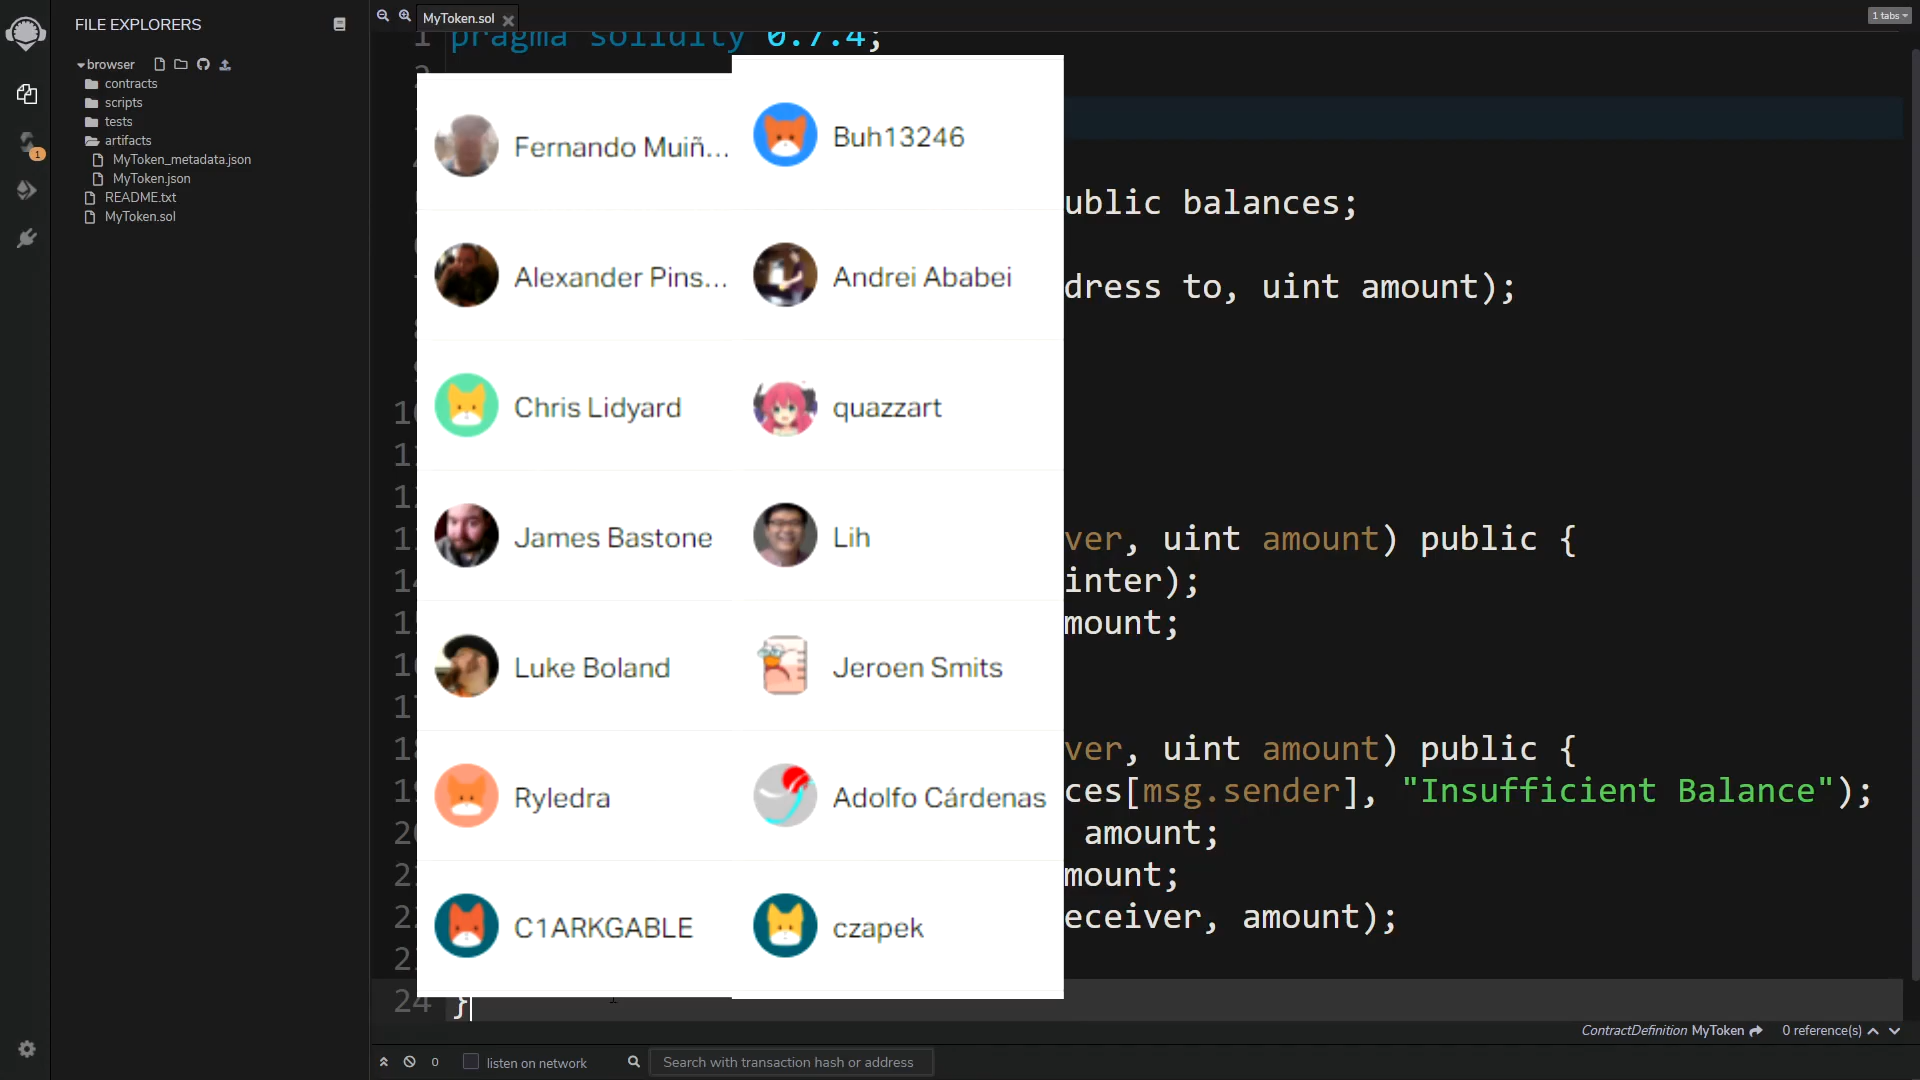 FILE EXPLORERS
browser
contracts
scripts
tests
artifacts
MyToken_metadata.json
MyToken.json
README.txt
MyToken.sol
1
MyToken.sol
1 tabs
1 pragma solidity 0.7.4;
Fernando Muiñ...
Alexander Pins...
Chris Lidyard
James Bastone
Luke Boland
Ryledra
C1ARKGABLE
Buh13246
Andrei Ababei
quazzart
Lih
Jeroen Smits
Adolfo Cárdenas
czapek
ublic balances;
dress to, uint amount);
ver, uint amount) public {
inter);
mount;
ver, uint amount) public {
ces[msg.sender], "Insufficient Balance");
amount;
mount;
eceiver, amount);
24 }
ContractDefinition MyToken 0 reference(s)
0 listen on network Search with transaction hash or address